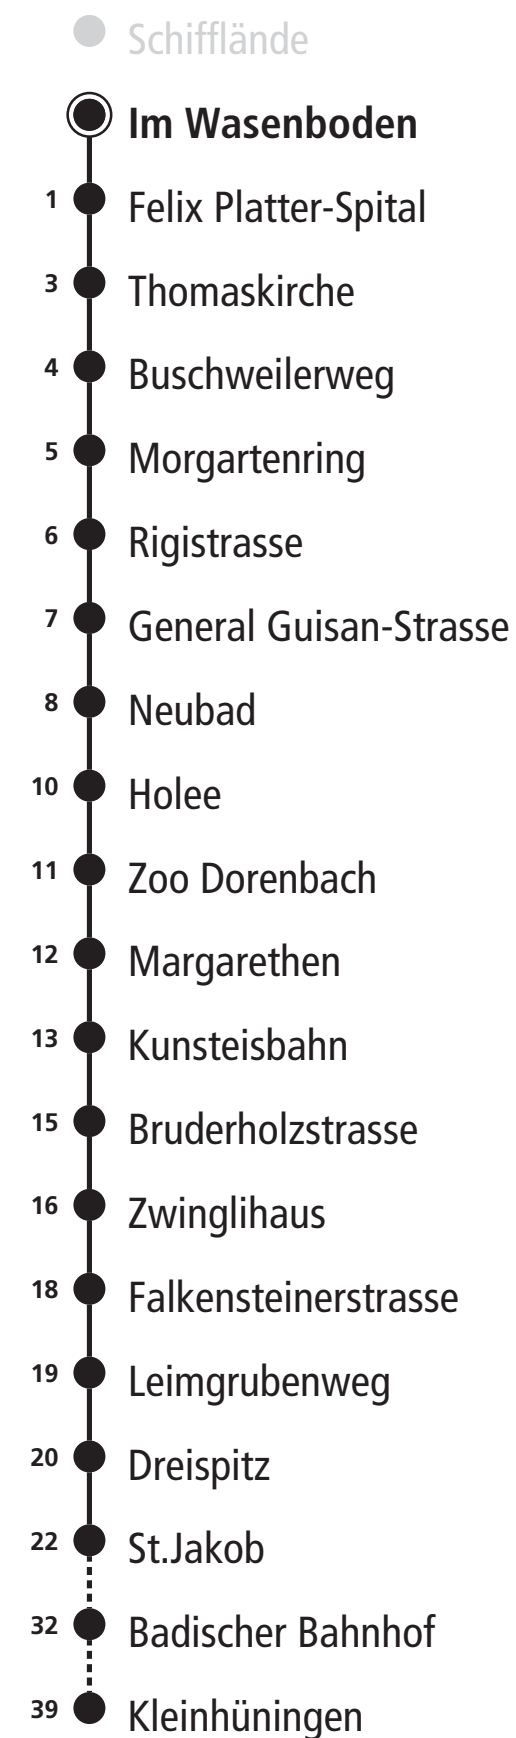 Schifflände
Im Wasenboden
1 Felix Platter-Spital
3 Thomaskirche
4 Buschweilerweg
5 Morgartenring
6 Rigistrasse
7 General Guisan-Strasse
8 Neubad
10 Holee
11 Zoo Dorenbach
12 Margarethen
13 Kunsteisbahn
15 Bruderholzstrasse
16 Zwinglihaus
18 Falkensteinerstrasse
19 Leimgrubenweg
20 Dreispitz
22 St.Jakob
32 Badischer Bahnhof
39 Kleinhüningen